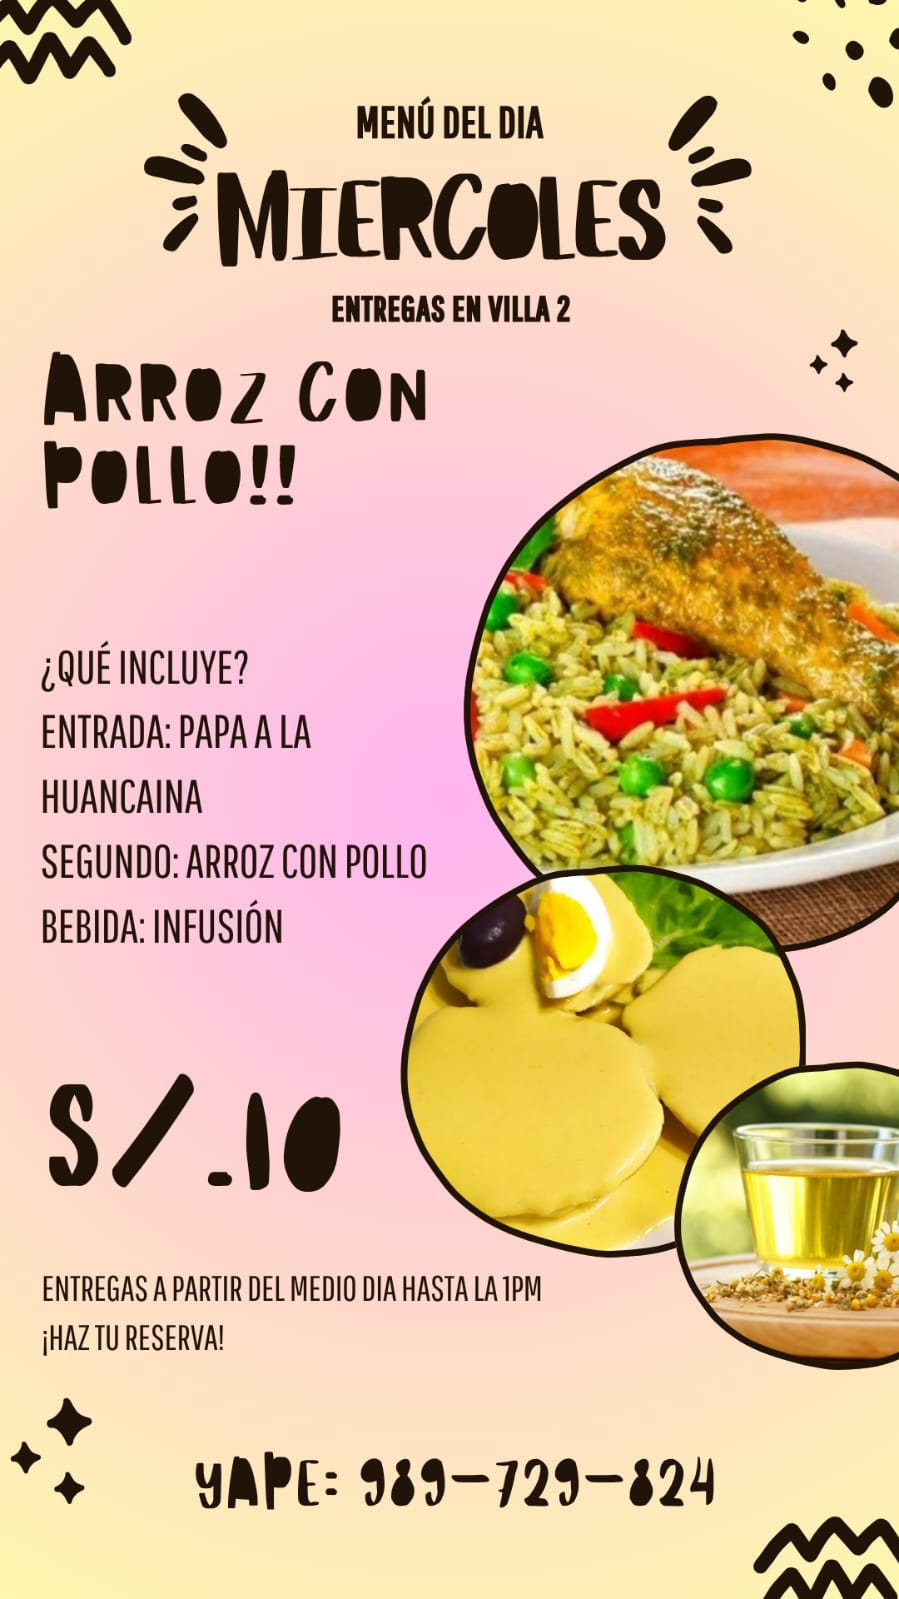 MENÚ DEL DIA
MIERCOLES
ENTREGAS EN VILLA 2
ARROZ CON
POLLO!!
¿QUÉ INCLUYE?
ENTRADA: PAPA A LA
HUANCAINA
SEGUNDO: ARROZ CON POLLO
BEBIDA: INFUSIÓN
S/.10
ENTREGAS A PARTIR DEL MEDIO DIA HASTA LA 1PM
¡HAZ TU RESERVA!
YAPE: 989-729-824